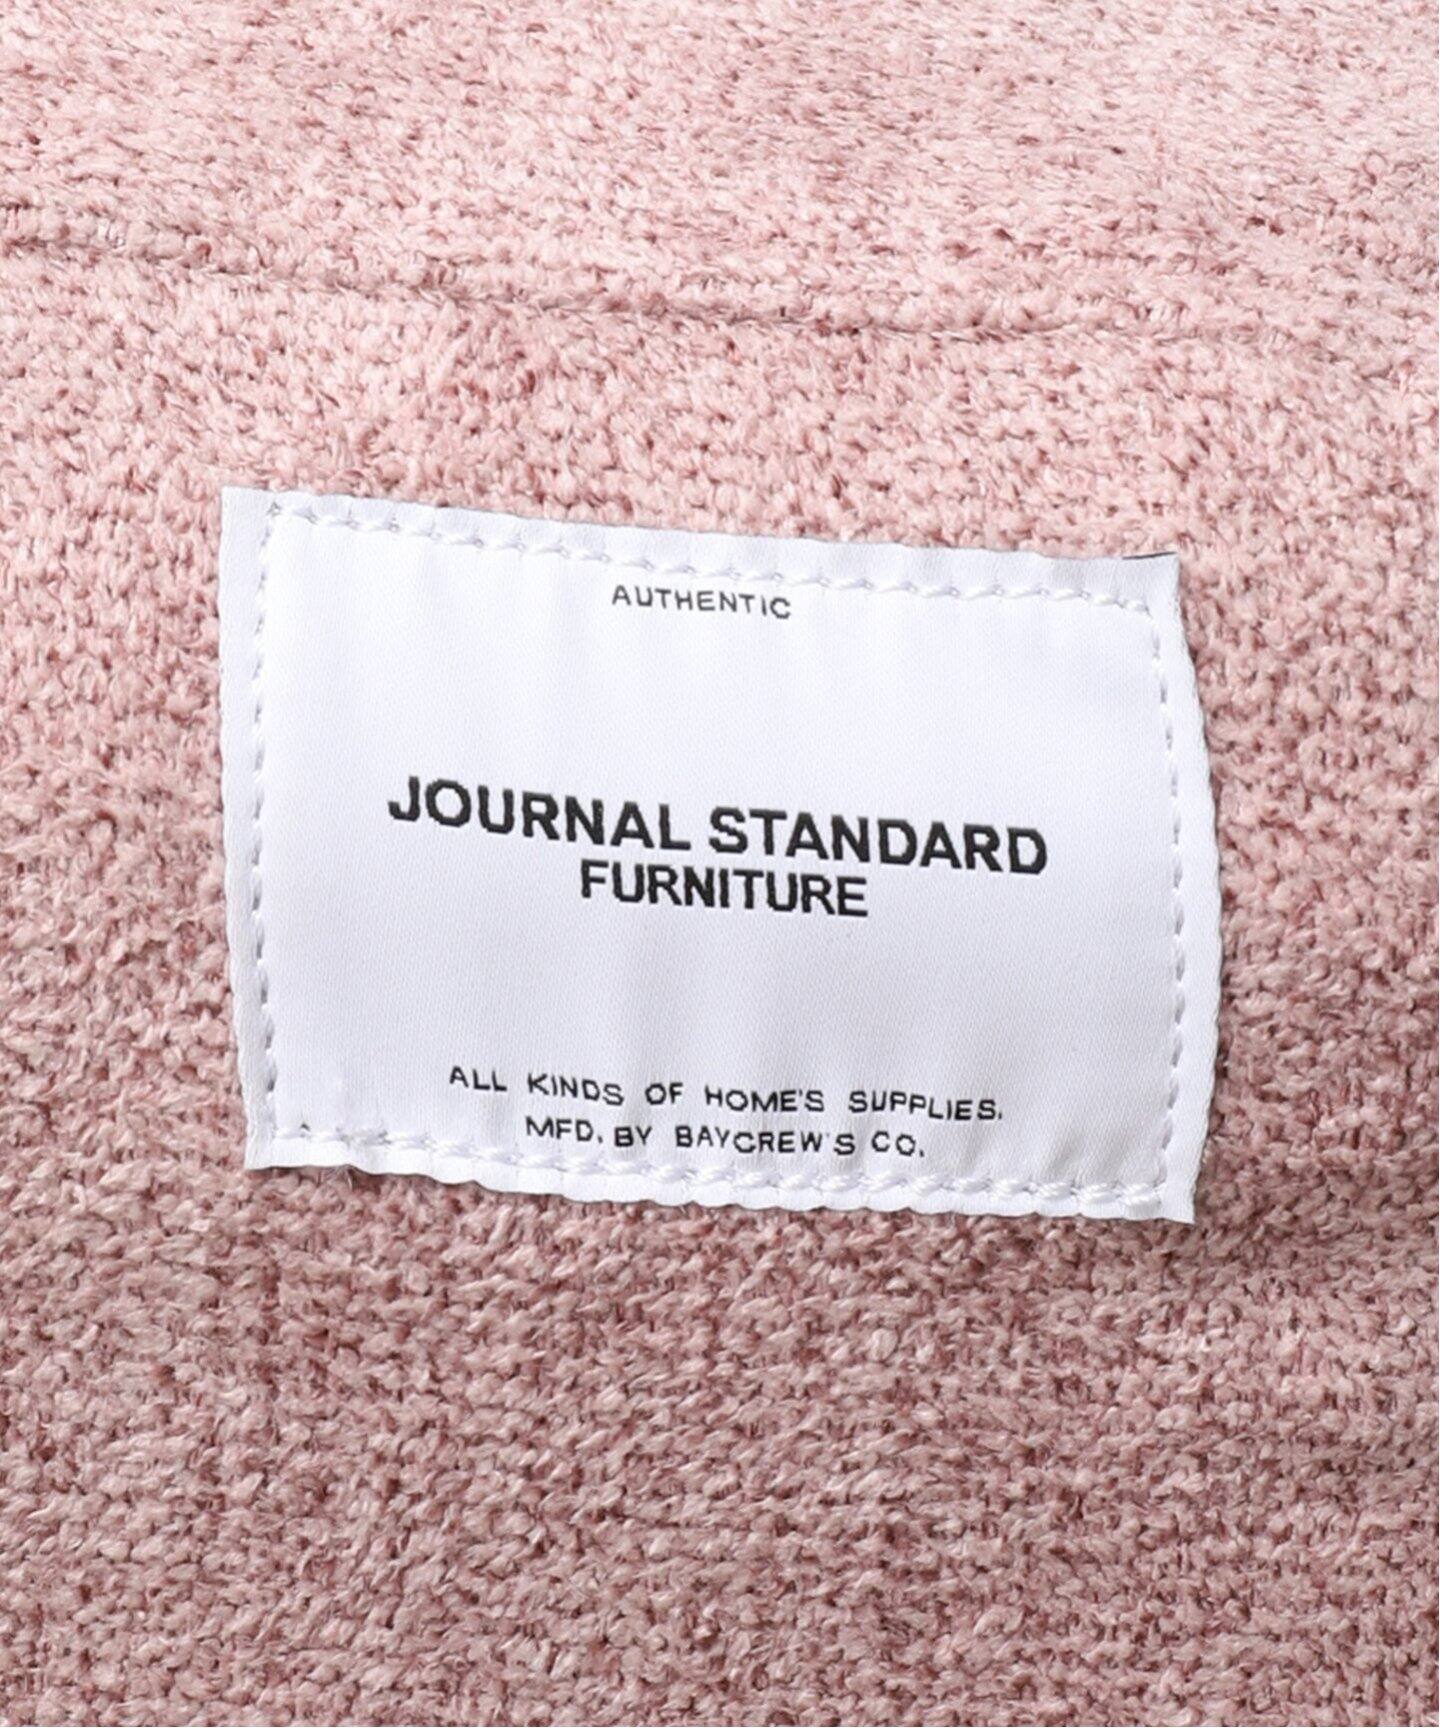 AUTHENTIC
JOURNAL STANDARD
FURNITURE
ALL KINDS OF HOME'S SUPPLIES.
MFD. BY BAYCREW'S CO.